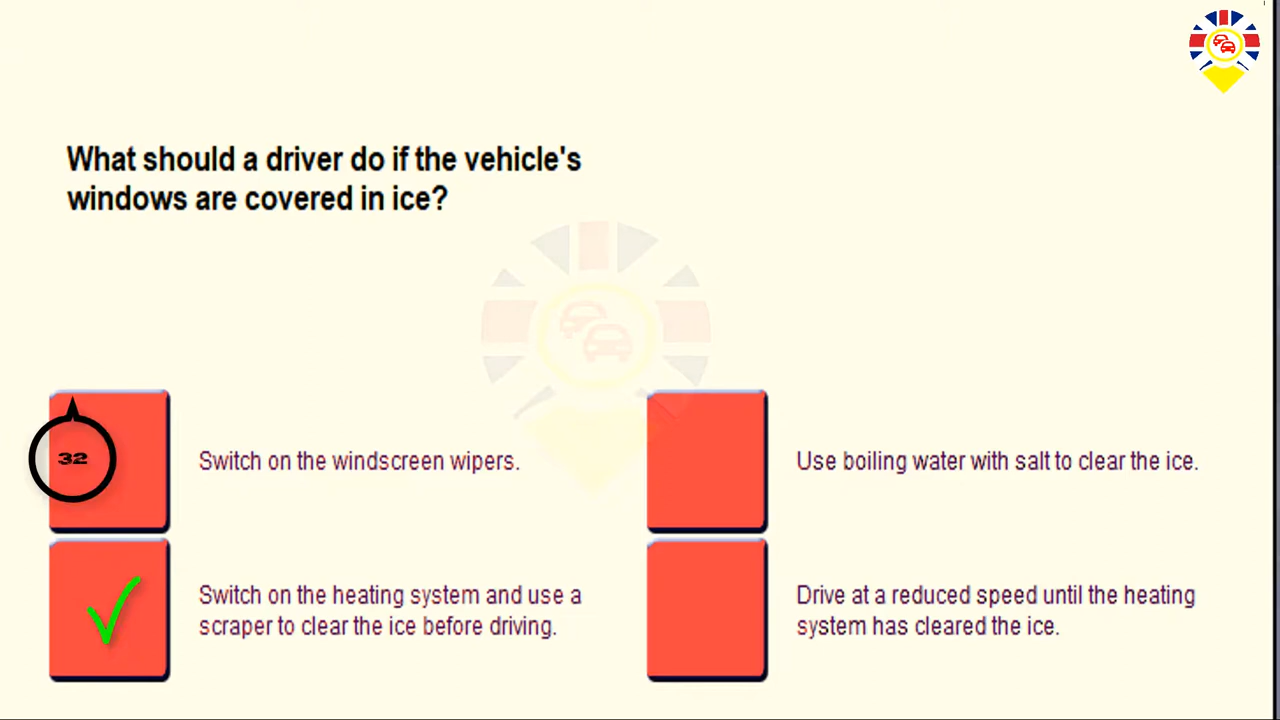 What should a driver do if the vehicle's
windows are covered in ice?
32
Switch on the windscreen wipers.
Use boiling water with salt to clear the ice.
Switch on the heating system and use a
scraper to clear the ice before driving.
Drive at a reduced speed until the heating
system has cleared the ice.